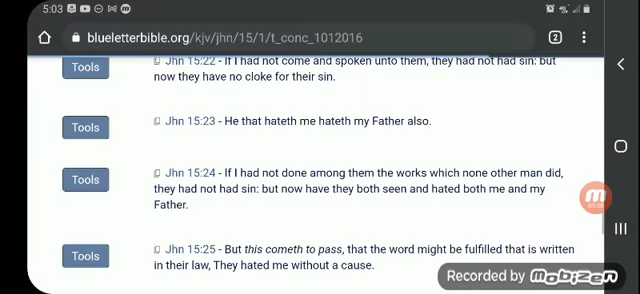 5:03
blueletterbible.org/kjv/jhn/15/1/t_conc_1012016
2
Tools
Jhn 15:22 - If I had not come and spoken unto them, they had not had sin: but
now they have no cloke for their sin.
Tools
Jhn 15:23 - He that hateth me hateth my Father also.
Tools
Jhn 15:24 - If I had not done among them the works which none other man did,
they had not had sin: but now have they both seen and hated both me and my
Father.
Tools
Jhn 15:25 - But this cometh to pass, that the word might be fulfilled that is written
in their law, They hated me without a cause.
Recorded by Mobizen